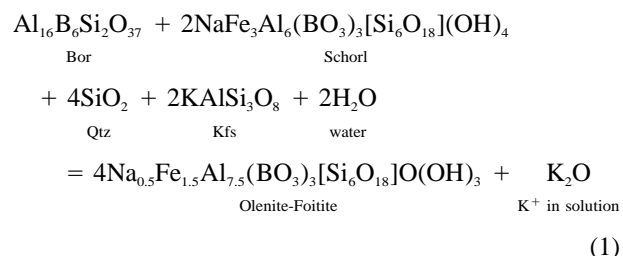 Al₁₆B₆Si₂O₃₇ + 2NaFe₃Al₆(BO₃)₃[Si₆O₁₈](OH)₄
Bor Schorl
+ 4SiO₂ + 2KAlSi₃O₈ + 2H₂O
Qtz Kfs water
= 4Na₀.₅Fe₁.₅Al₇.₅(BO₃)₃[Si₆O₁₈]O(OH)₃ + K₂O
Olenite-Foitite K⁺ in solution
(1)